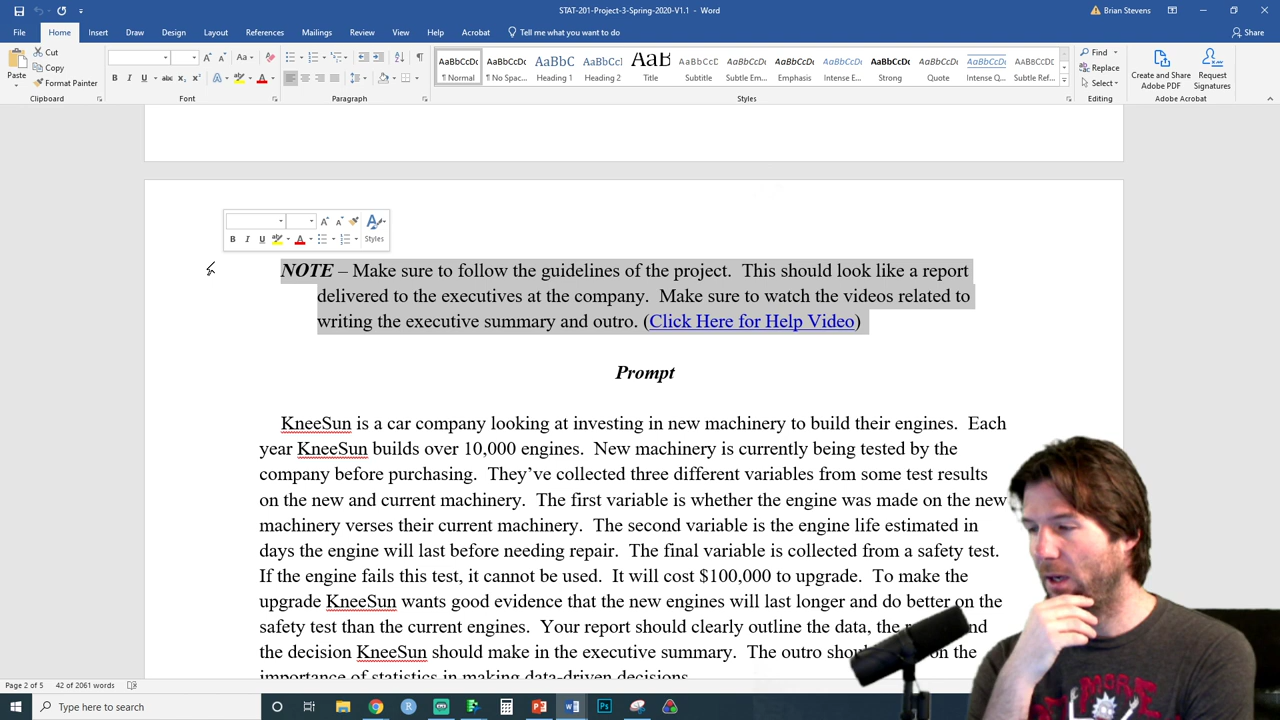 STAT-201-Project-3-Spring-2020-V1.1 - Word
Brian Stevens
File Home Insert Draw Design Layout References Mailings Review View Help Acrobat Tell me what you want to do Share
Paste
Cut
Copy
Format Painter
Clipboard
Font
Paragraph
AaBbCcDc AaBbCcDc AaBbC AaBbCcD AaB AaBbCcD AaBbCcDc AaBbCcDc AaBbCcDc AaBbCcDc AaBbCcDc AaBbCcDc AaBbCcDc
¶ Normal ¶ No Spac... Heading 1 Heading 2 Title Subtitle Subtle Em... Emphasis Intense E... Strong Quote Intense Q... Subtle Ref...
Styles
Find
Replace
Select
Editing
Create and Share
Adobe PDF
Request
Signatures
Adobe Acrobat
Styles
NOTE – Make sure to follow the guidelines of the project. This should look like a report
delivered to the executives at the company. Make sure to watch the videos related to
writing the executive summary and outro. (Click Here for Help Video)
Prompt
KneeSun is a car company looking at investing in new machinery to build their engines. Each
year KneeSun builds over 10,000 engines. New machinery is currently being tested by the
company before purchasing. They've collected three different variables from some test results
on the new and current machinery. The first variable is whether the engine was made on the new
machinery verses their current machinery. The second variable is the engine life estimated in
days the engine will last before needing repair. The final variable is collected from a safety test.
If the engine fails this test, it cannot be used. It will cost $100,000 to upgrade. To make the
upgrade KneeSun wants good evidence that the new engines will last longer and do better on the
safety test than the current engines. Your report should clearly outline the data, the
the decision KneeSun should make in the executive summary. The outro
importance of statistics in making data-driven decisions.
Page 2 of 5 42 of 2061 words
Type here to search